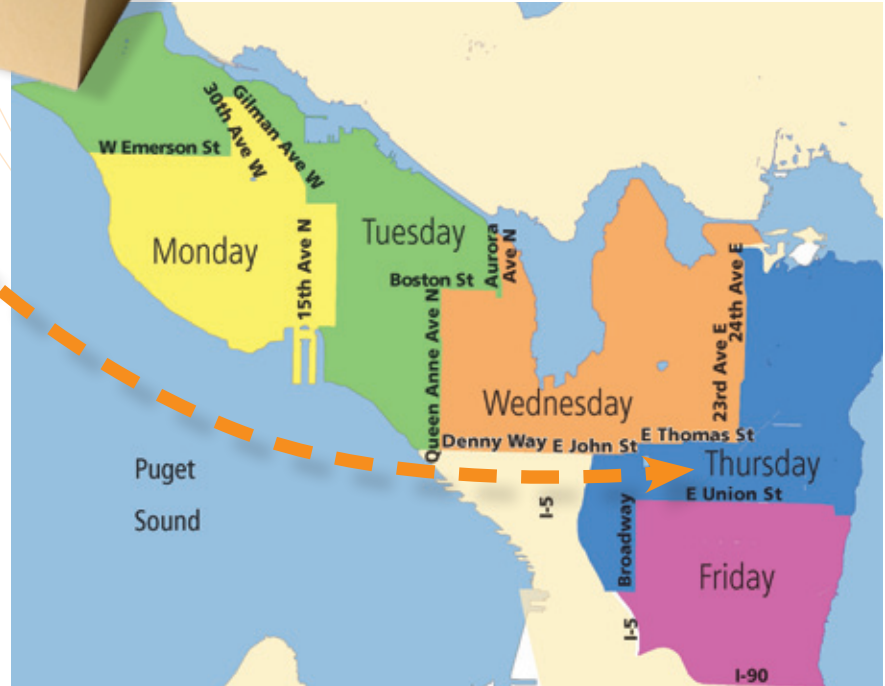 Gilman Ave W
30th Ave W
W Emerson St
Monday
15th Ave N
Tuesday
Boston St
Aurora
Ave N
Queen Anne Ave N
24th Ave E
23rd Ave E
Wednesday
Denny Way
E John St
E Thomas St
Thursday
E Union St
Puget
Sound
I-5
Broadway
Friday
I-5
I-90